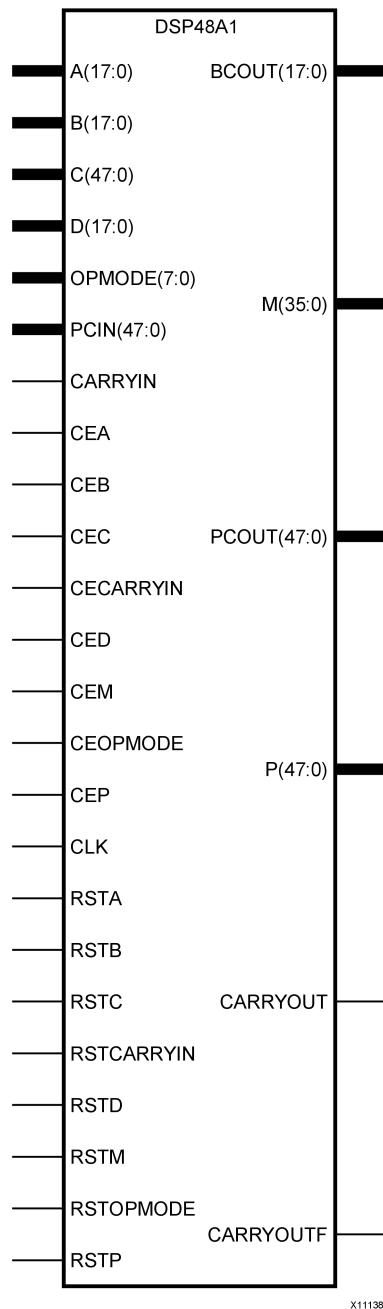 DSP48A1
A(17:0)
BCOUT(17:0)
B(17:0)
C(47:0)
D(17:0)
OPMODE(7:0)
M(35:0)
PCIN(47:0)
CARRYIN
CEA
CEB
CEC
PCOUT(47:0)
CECARRYIN
CED
CEM
CEOPMODE
P(47:0)
CEP
CLK
RSTA
RSTB
RSTC
CARRYOUT
RSTCARRYIN
RSTD
RSTM
RSTOPMODE
CARRYOUTF
RSTP
X11138